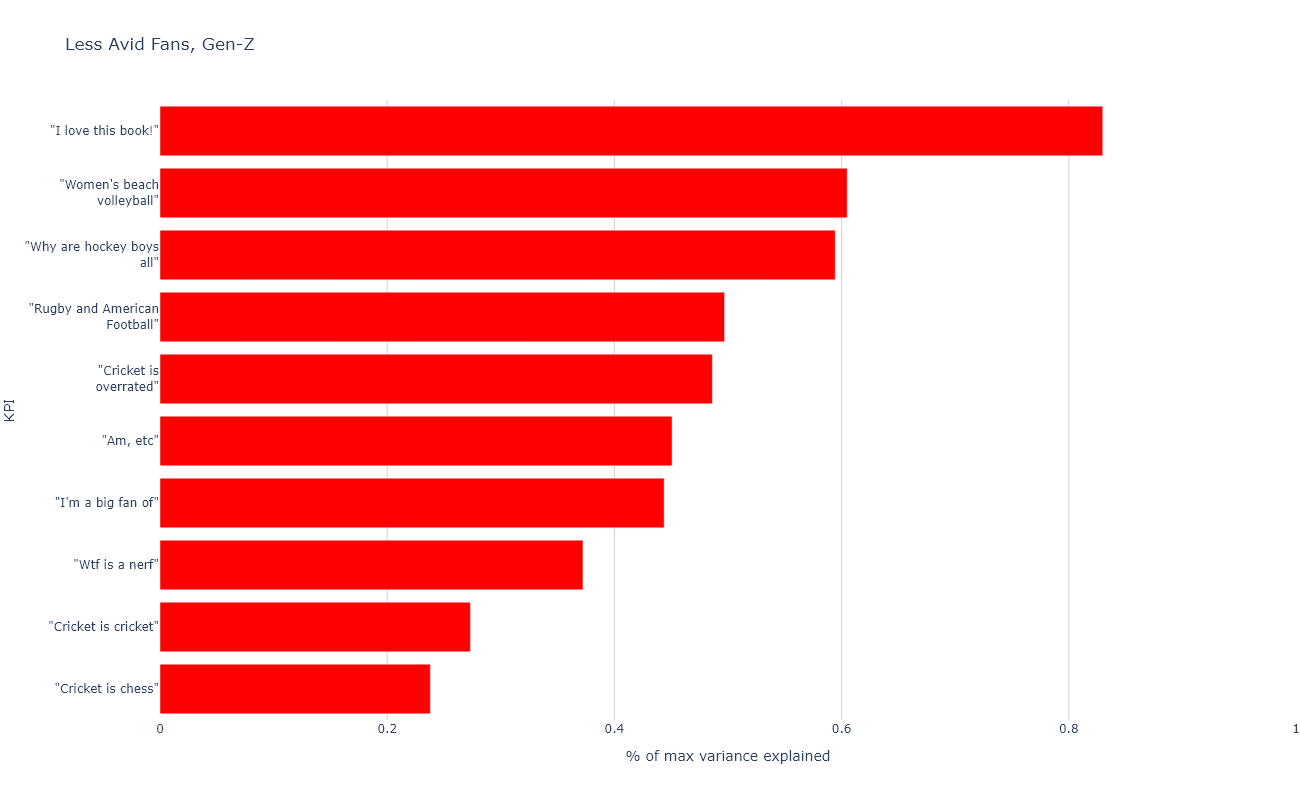 Less Avid Fans, Gen-Z
"I love this book!"
"Women's beach
volleyball"
"Why are hockey boys
all"
"Rugby and American
Football"
"Cricket is
overrated"
"Am, etc"
"I'm a big fan of"
"Wtf is a nerf"
"Cricket is cricket"
"Cricket is chess"
KPI
0 0.2 0.4 0.6 0.8 1
% of max variance explained